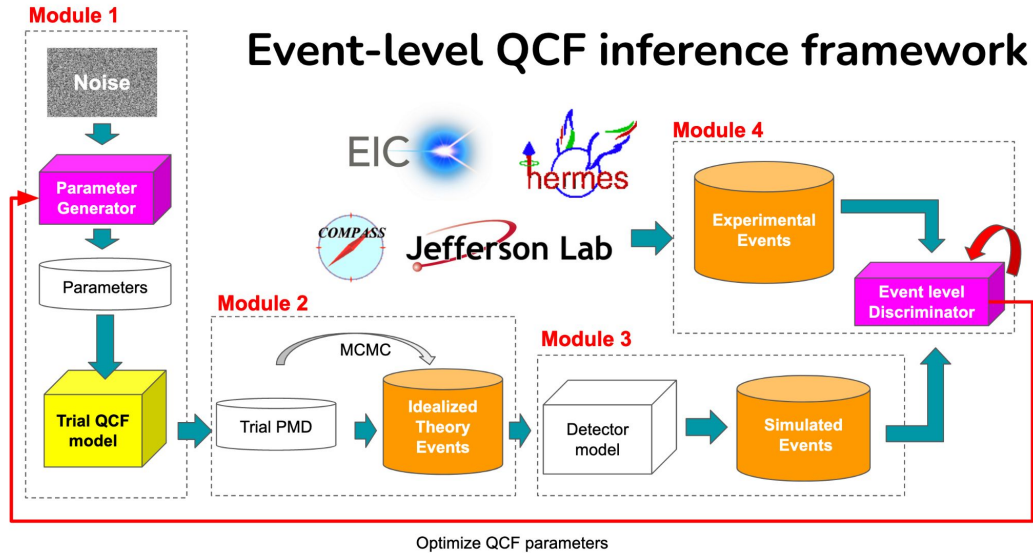 Module 1
Event-level QCF inference framework
Noise
Parameter
Generator
Parameters
Trial QCF
model
EIC
hermes
COMPASS
Jefferson Lab
Module 4
Experimental
Events
Event level
Discriminator
Module 2
MCMC
Trial PMD
Idealized
Theory
Events
Module 3
Detector
model
Simulated
Events
Optimize QCF parameters